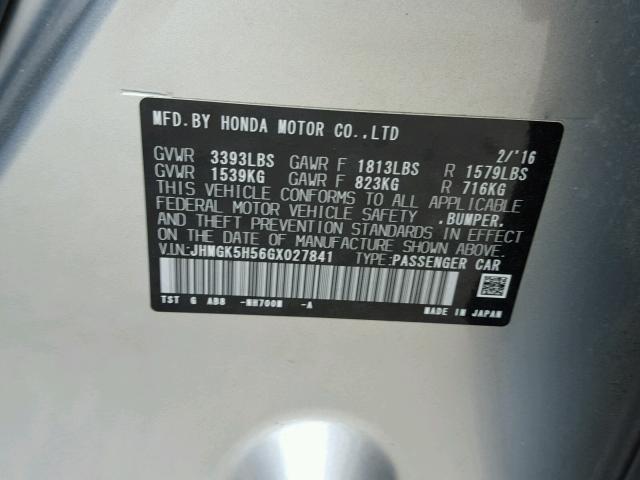 MFD.BY HONDA MOTOR CO.,LTD
2/'16
GVWR 3393LBS GAWR F 1813LBS R 1579LBS
GVWR 1539KG GAWR F 823KG R 716KG
THIS VEHICLE CONFORMS TO ALL APPLICABLE
FEDERAL MOTOR VEHICLE SAFETY .BUMPER.
AND THEFT PREVENTION STANDARDS IN EFFECT
ON THE DATE OF MANUFACTURE SHOWN ABOVE.
V.I.N:JHMGK5H56GX027841 TYPE:PASSENGER CAR
TST G AB8 -NH700M -A
MADE IN JAPAN